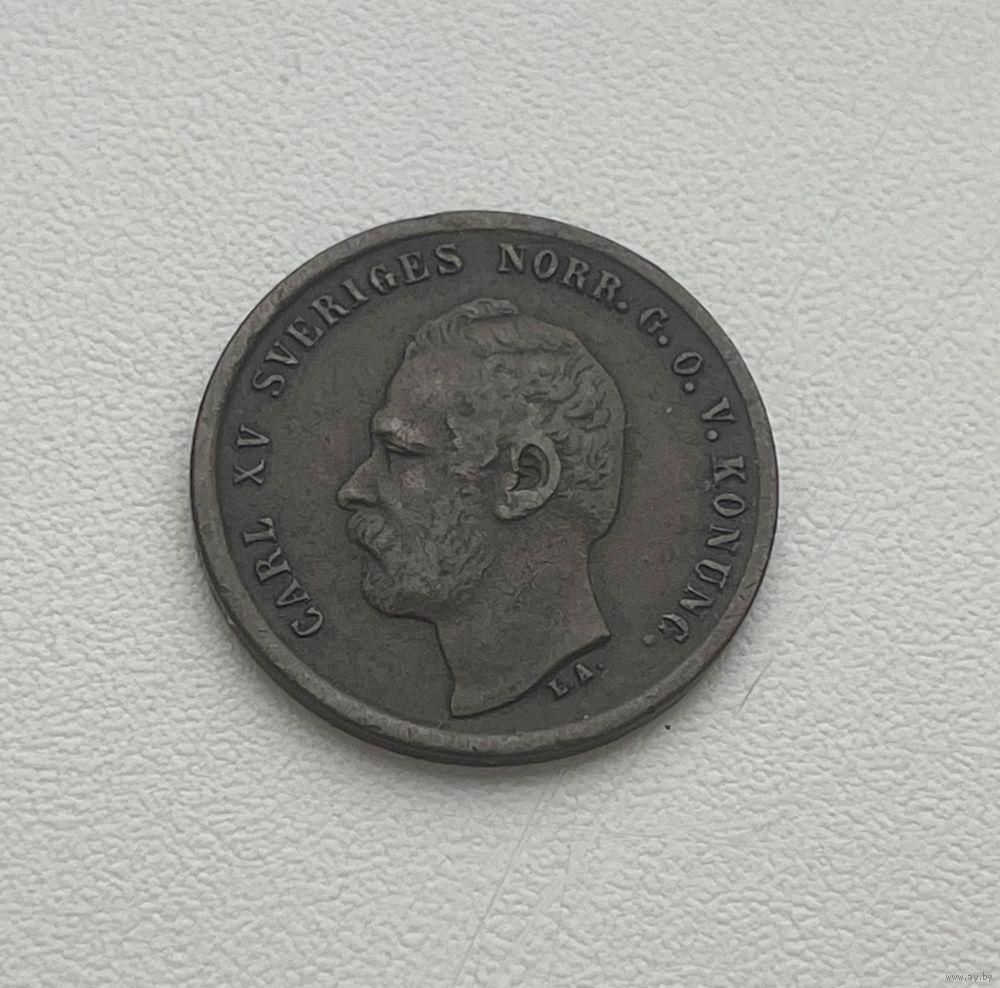 CARL XV SVERIGES NORR. G. O. V. KONUNG.
L.A.
www.ay.by